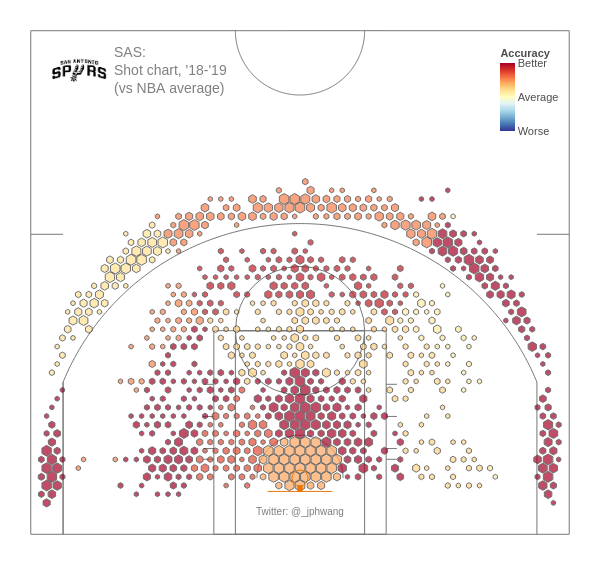 SAN ANTONIO
SPURS
SAS:
Shot chart, '18-'19
(vs NBA average)
Accuracy
Better
Average
Worse
Twitter: @_jphwang